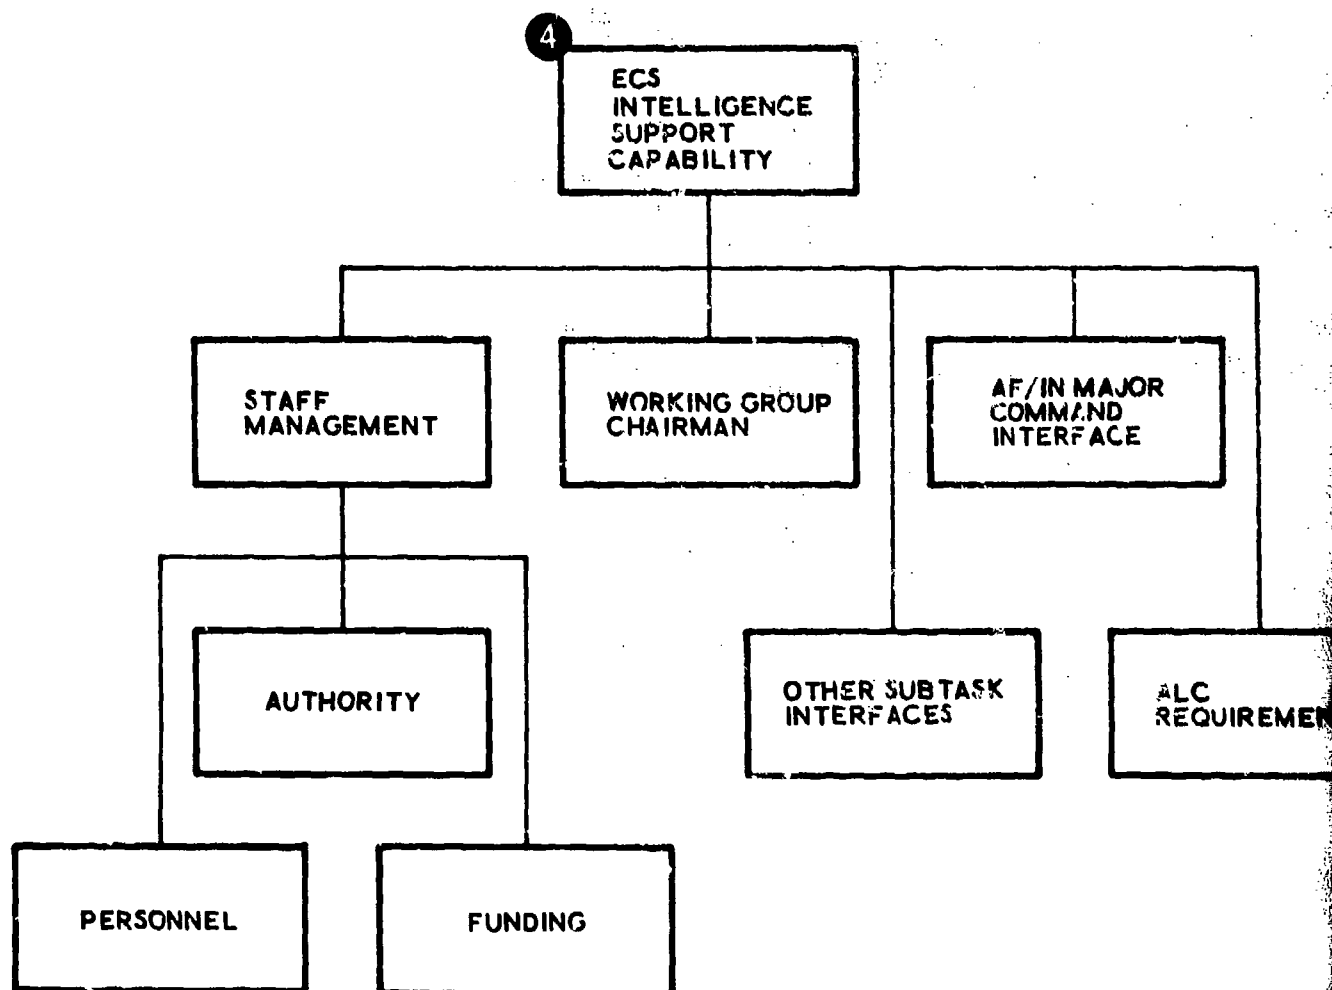 4
ECS
INTELLIGENCE
SUPPORT
CAPABILITY
STAFF
MANAGEMENT
WORKING GROUP
CHAIRMAN
AF/IN MAJOR
COMMAND
INTERFACE
AUTHORITY
OTHER SUBTASK
INTERFACES
ALC
PERSONNEL
FUNDING